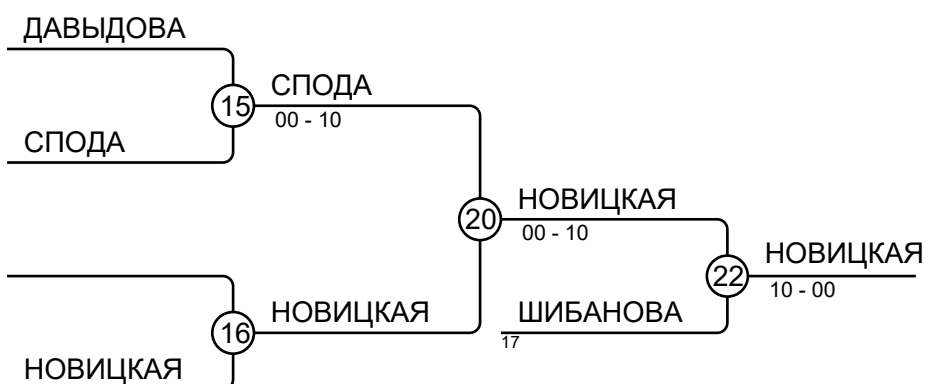 ДАВЫДОВА
15
СПОДА
00 - 10
СПОДА
20
НОВИЦКАЯ
00 - 10
22
НОВИЦКАЯ
10 - 00
16
НОВИЦКАЯ
ШИБАНОВА
17
НОВИЦКАЯ